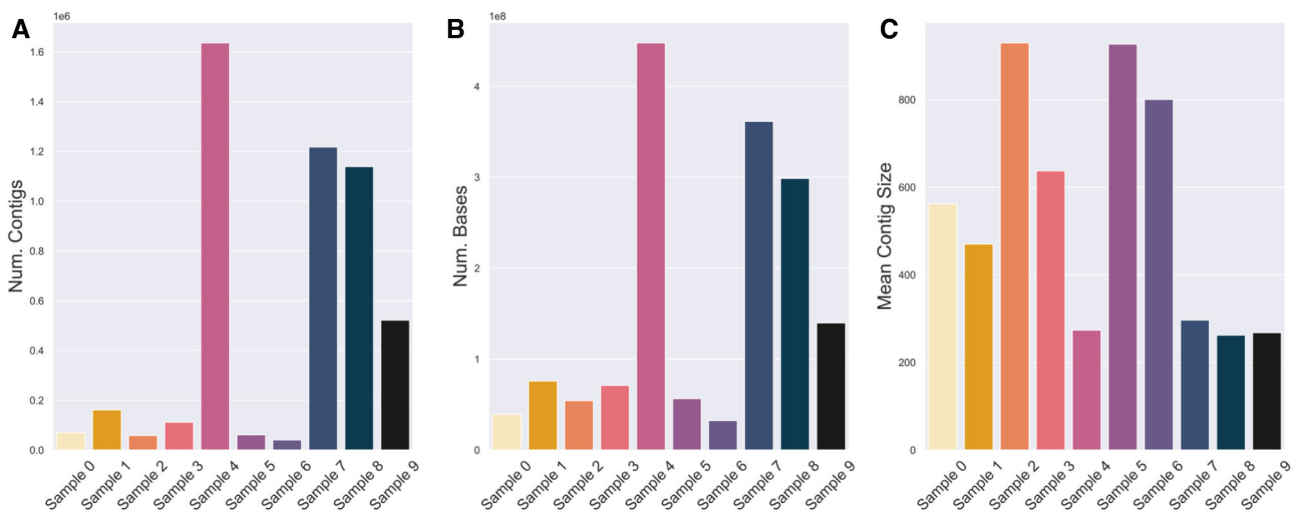 A
1e6
Num. Contigs
1.6
1.4
1.2
1.0
0.8
0.6
0.4
0.2
0.0
Sample 0
Sample 1
Sample 2
Sample 3
Sample 4
Sample 5
Sample 6
Sample 7
Sample 8
Sample 9
B
1e8
Num. Bases
4
3
2
1
0
Sample 0
Sample 1
Sample 2
Sample 3
Sample 4
Sample 5
Sample 6
Sample 7
Sample 8
Sample 9
C
Mean Contig Size
800
600
400
200
0
Sample 0
Sample 1
Sample 2
Sample 3
Sample 4
Sample 5
Sample 6
Sample 7
Sample 8
Sample 9